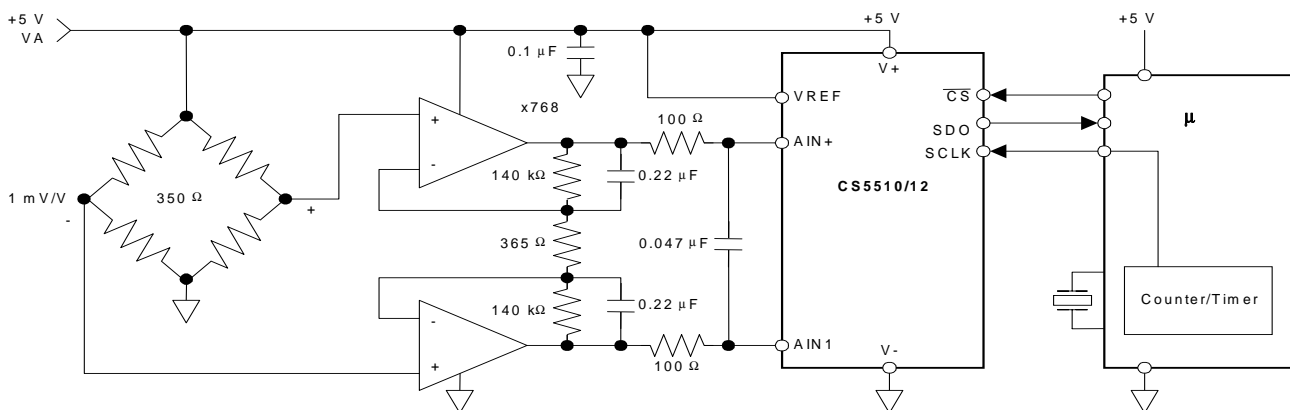 +5 V
VA
0.1 μF
x768
+
-
100 Ω
140 kΩ
0.22 μF
1 mV/V
-
350 Ω
+
365 Ω
0.047 μF
140 kΩ
0.22 μF
-
+
100 Ω
+5 V
V+
VREF
AIN+
CS
SDO
SCLK
CS5510/12
AIN1
V-
+5 V
μ
Counter/Timer